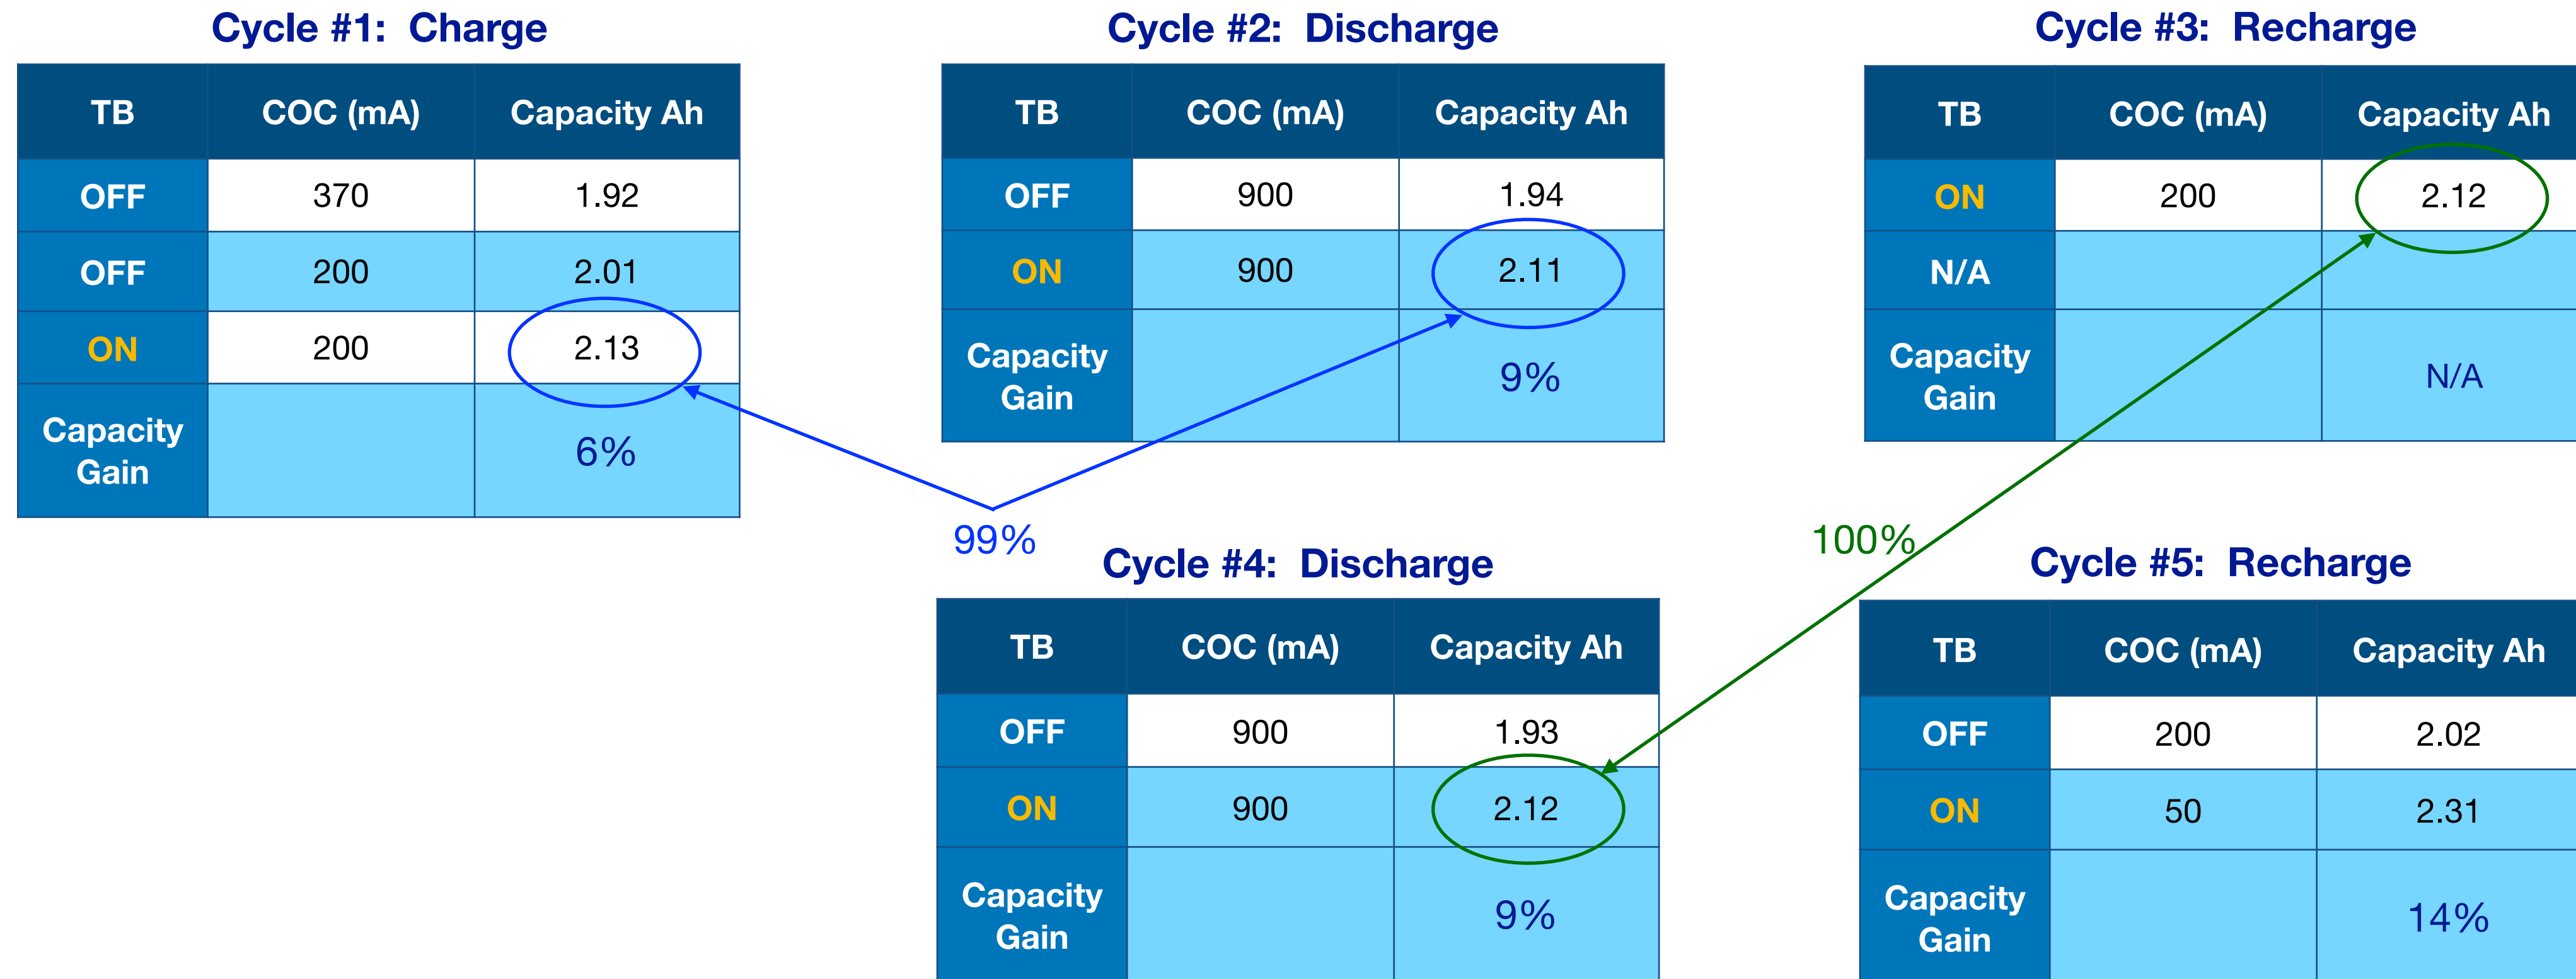 Cycle #1: Charge
TB COC (mA) Capacity Ah
OFF 370 1.92
OFF 200 2.01
ON 200 2.13
Capacity
Gain
6%
Cycle #2: Discharge
TB COC (mA) Capacity Ah
OFF 900 1.94
ON 900 2.11
Capacity
Gain
9%
Cycle #3: Recharge
TB COC (mA) Capacity Ah
ON 200 2.12
N/A
Capacity
Gain
N/A
99%
100%
Cycle #4: Discharge
TB COC (mA) Capacity Ah
OFF 900 1.93
ON 900 2.12
Capacity
Gain
9%
Cycle #5: Recharge
TB COC (mA) Capacity Ah
OFF 200 2.02
ON 50 2.31
Capacity
Gain
14%